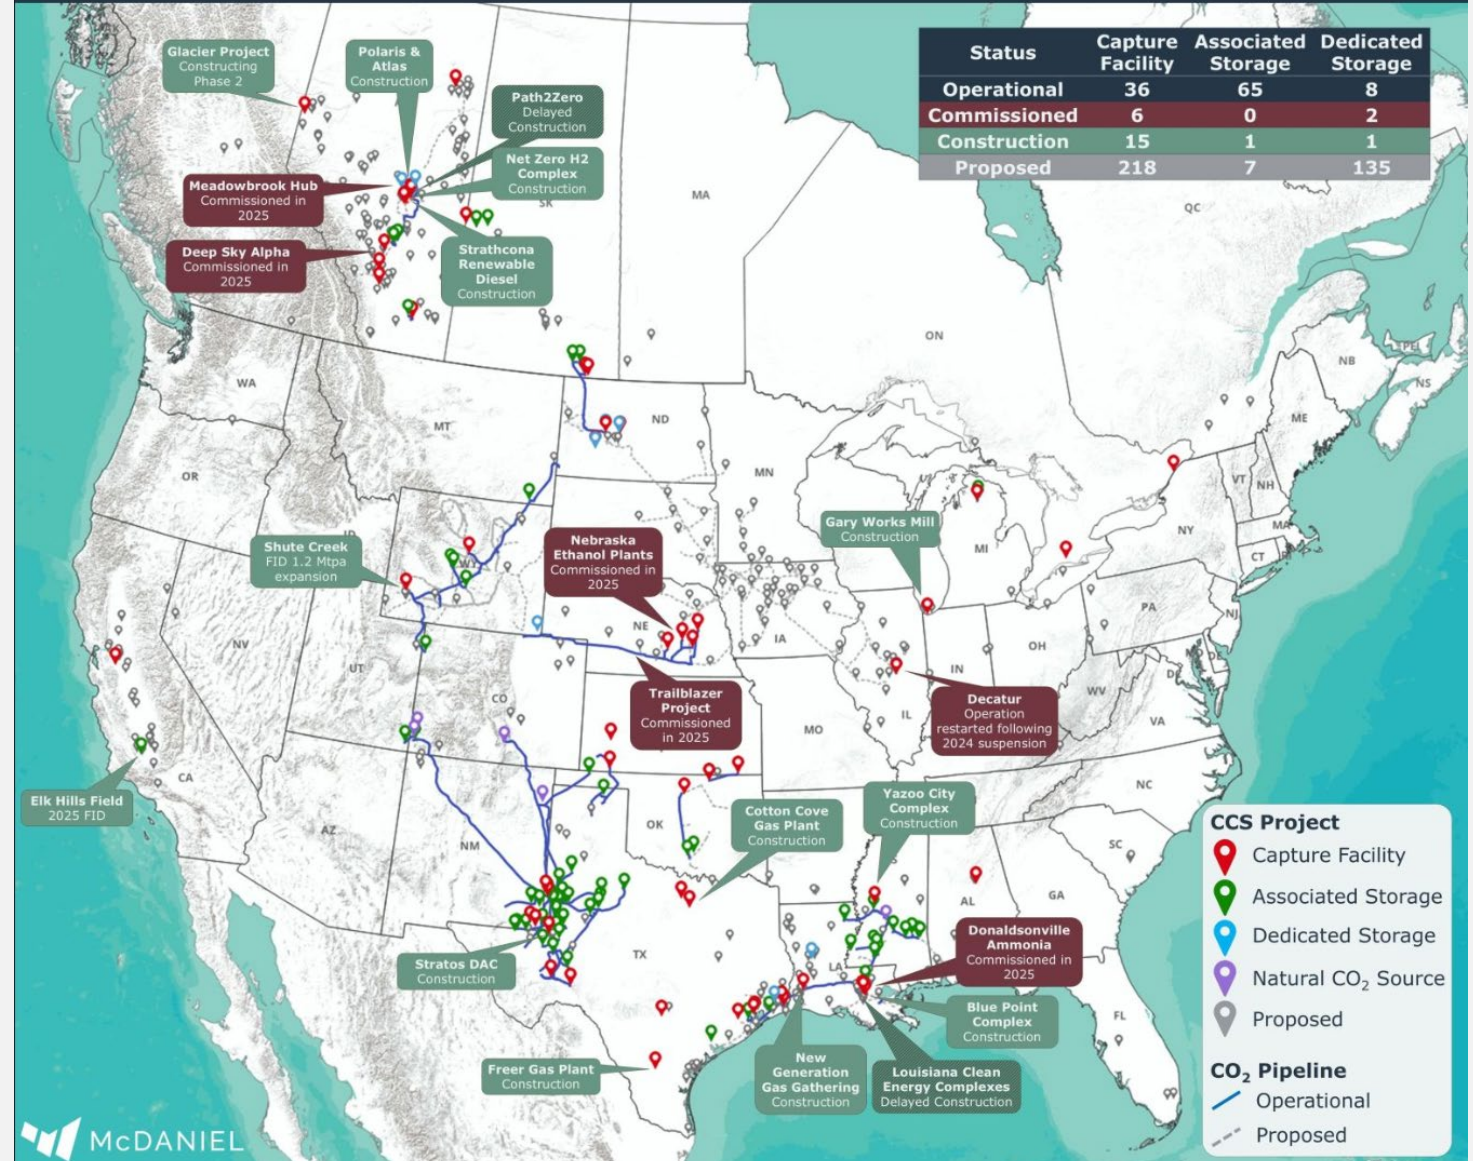 Status Capture Facility Associated Storage Dedicated Storage
Operational 36 65 8
Commissioned 6 0 2
Construction 15 1 1
Proposed 218 7 135
Glacier Project
Constructing
Phase 2
Polaris &
Atlas
Construction
Path2Zero
Delayed
Construction
Net Zero H2
Complex
Construction
Meadowbrook Hub
Commissioned in
2025
Deep Sky Alpha
Commissioned in
2025
Strathcona
Renewable
Diesel
Construction
SK
MA
QC
ON
NB
NS
WA
MT
ND
MN
ME
OR
VT
NH
NY
MA
CT
MI
Gary Works Mill
Construction
Nebraska
Ethanol Plants
Commissioned in
2025
Shute Creek
FID 1.2 Mtpa
expansion
WY
NE
IA
PA
NJ
NV
UT
CO
IN
OH
WV
VA
DE
IL
MO
Trailblazer
Project
Commissioned
in 2025
Decatur
Operation
restarted following
2024 suspension
CA
Elk Hills Field
2025 FID
AZ
NM
OK
Cotton Cove
Gas Plant
Construction
Yazoo City
Complex
Construction
NC
SC
AL
GA
TX
LA
FL
Stratos DAC
Construction
Donaldsonville
Ammonia
Commissioned in
2025
Blue Point
Complex
Construction
Freer Gas Plant
Construction
New
Generation
Gas Gathering
Construction
Louisiana Clean
Energy Complexes
Delayed Construction
CCS Project
Capture Facility
Associated Storage
Dedicated Storage
Natural CO₂ Source
Proposed
CO₂ Pipeline
Operational
Proposed
McDANIEL